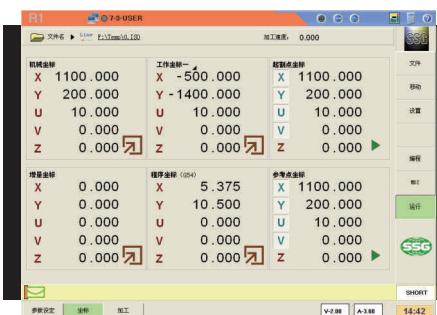 R1 7-3-USER
文件名 Line F:\Temp\0.ISO 加工速度: 0.000
SSG
机械坐标 工作坐标一 起割点坐标 文件
X 1100.000 X -500.000 X 1100.000
Y 200.000 Y -1400.000 Y 200.000 移动
U 10.000 U 10.000 U 10.000 设置
V 0.000 V 0.000 V 0.000
Z 0.000 Z 0.000 Z 0.000
编程
增量坐标 程序坐标 (G54) 参考点坐标
X 0.000 X 5.375 X 1100.000
Y 0.000 Y 10.500 Y 200.000 运行
U 0.000 U 0.000 U 10.000
V 0.000 V 0.000 V 0.000 SSG
Z 0.000 Z 0.000 Z 0.000
SHORT
参数设定 坐标 加工 V-2.00 A-3.00 14:42